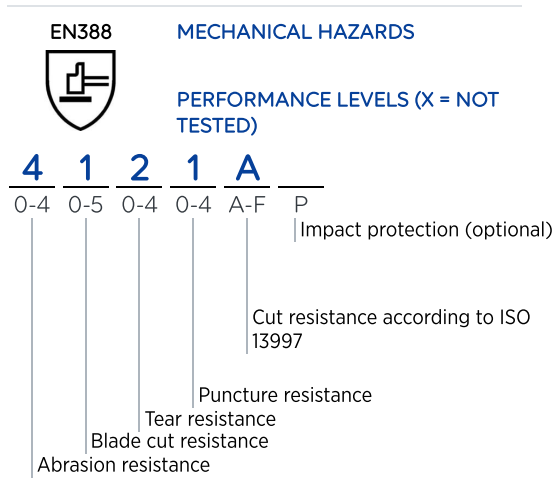 EN388
MECHANICAL HAZARDS
PERFORMANCE LEVELS (X = NOT
TESTED)
4 1 2 1 A
0-4 0-5 0-4 0-4 A-F P
Impact protection (optional)
Cut resistance according to ISO
13997
Puncture resistance
Tear resistance
Blade cut resistance
Abrasion resistance